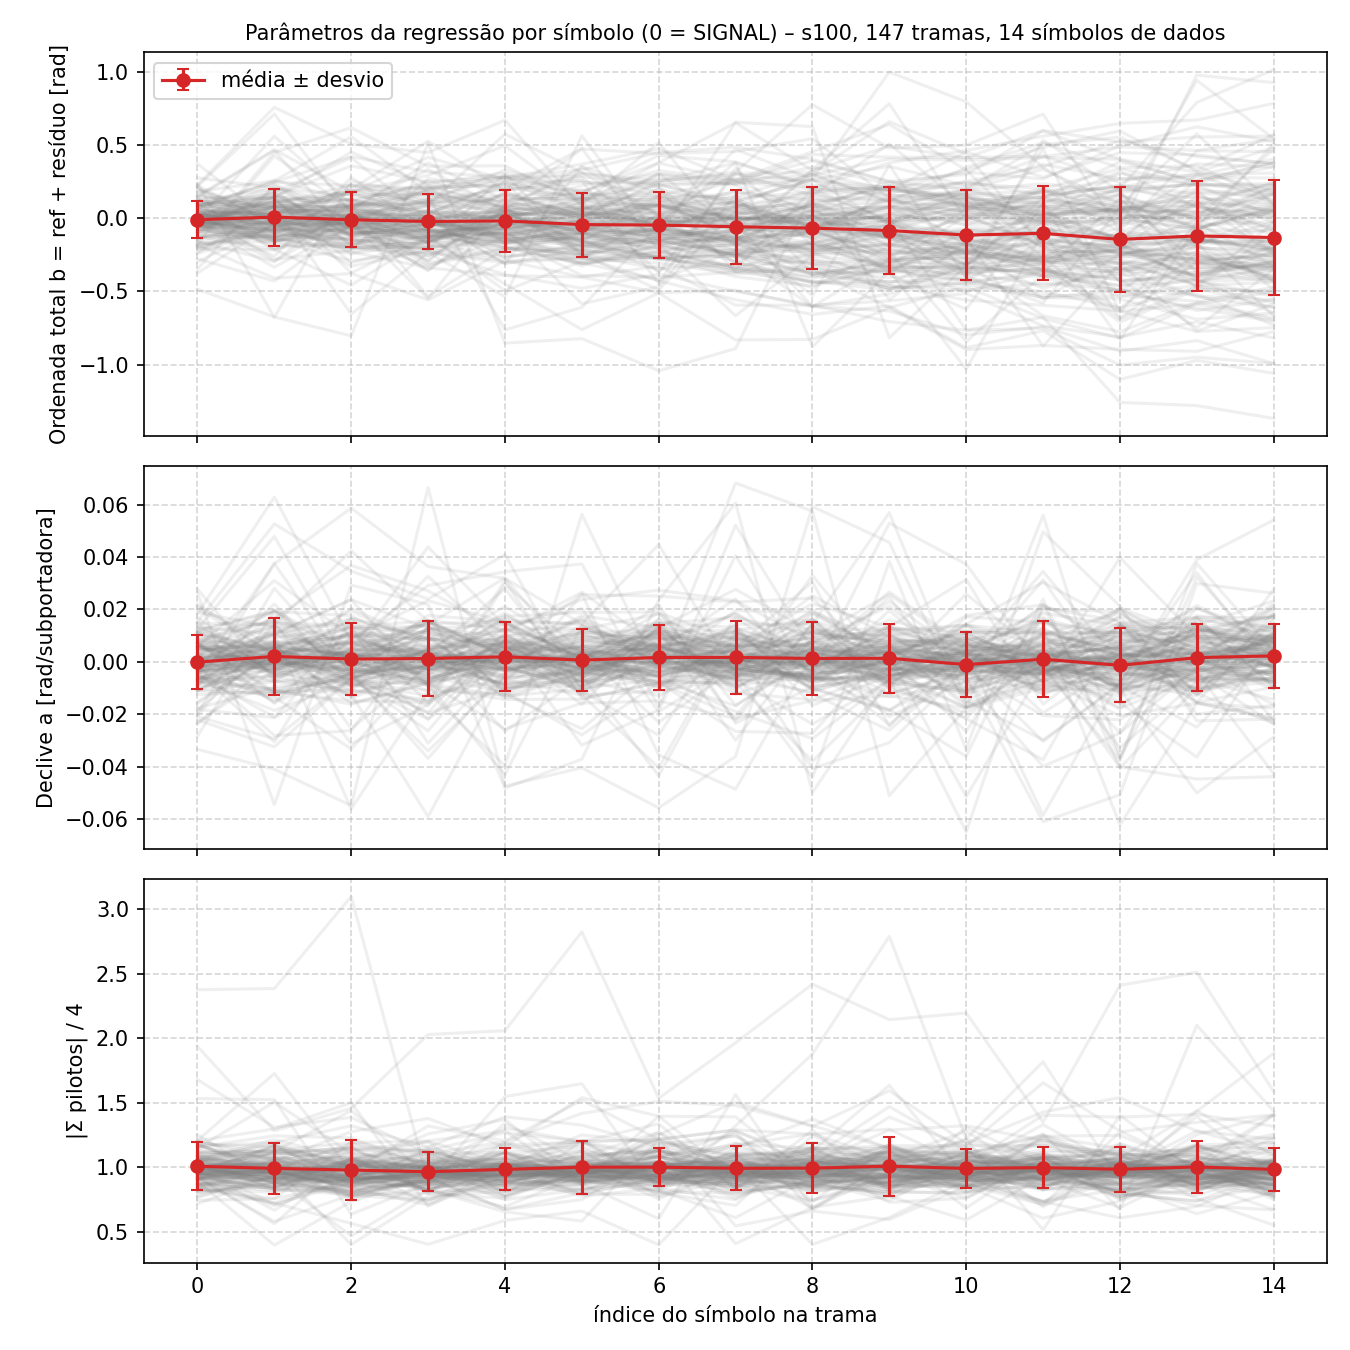 Parâmetros da regressão por símbolo (0 = SIGNAL) – s100, 147 tramas, 14 símbolos de dados
média ± desvio
Ordenada total b = ref + resíduo [rad]
1.0
0.5
0.0
−0.5
−1.0
Declive a [rad/subportadora]
0.06
0.04
0.02
0.00
−0.02
−0.04
−0.06
|Σ pilotos| / 4
3.0
2.5
2.0
1.5
1.0
0.5
0 2 4 6 8 10 12 14
índice do símbolo na trama